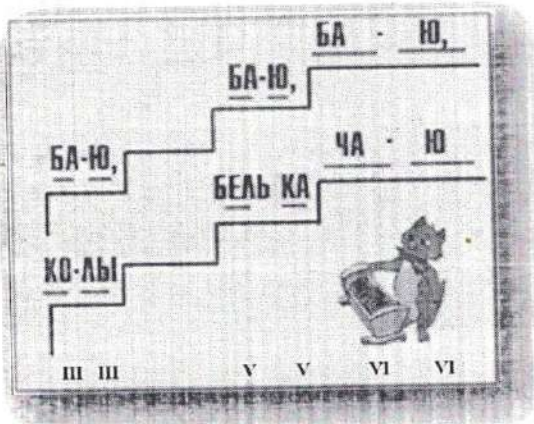 БА - Ю,
БА-Ю,
БА-Ю,
ЧА - Ю
БЕЛЬ КА
КО-ЛЫ
III III V V VI VI